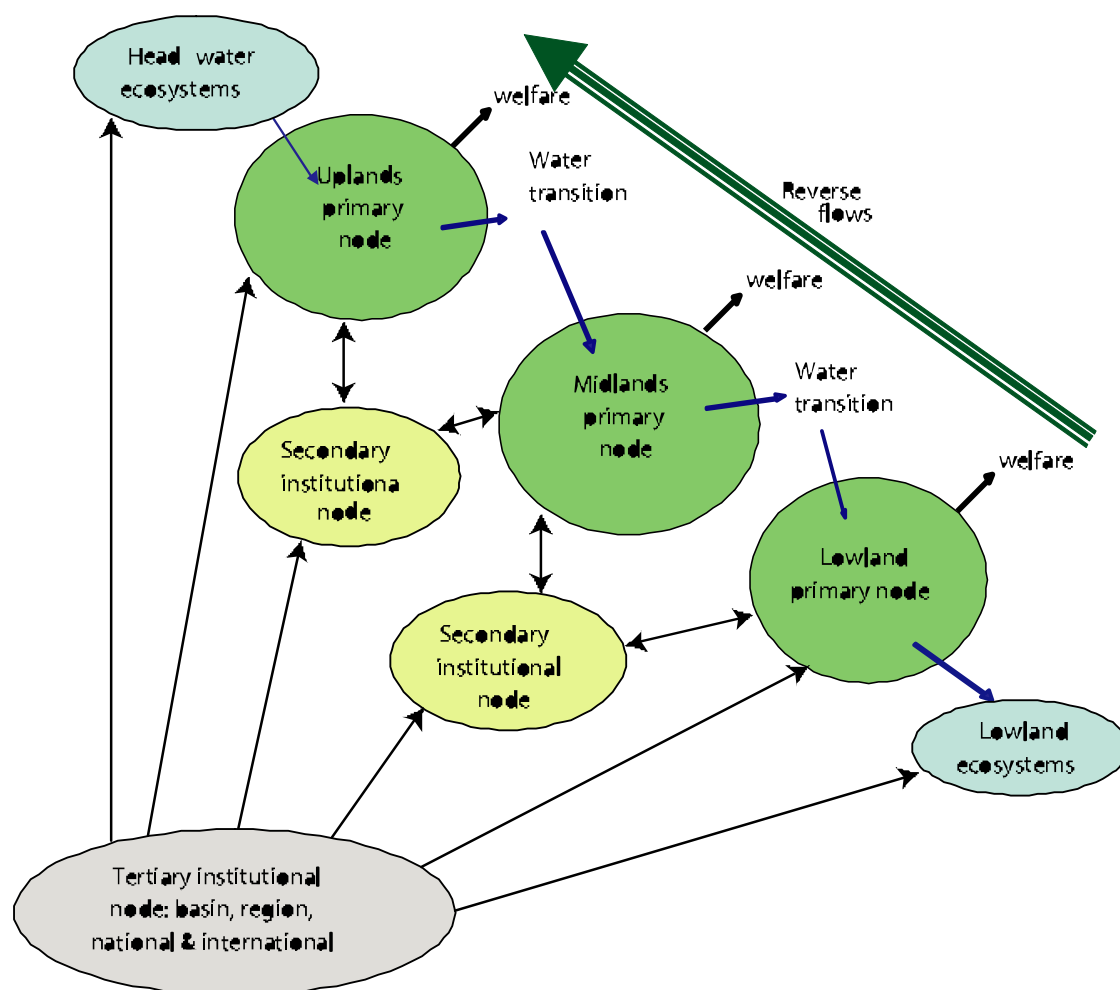 Head water
ecosystems
welfare
Uplands
primary
node
Water
transition
Reverse
flows
welfare
Midlands
primary
node
Water
transition
Secondary
institutiona
node
welfare
Lowland
primary node
Secondary
institutional
node
Lowland
ecosystems
Tertiary institutional
node: basin, region,
national & international